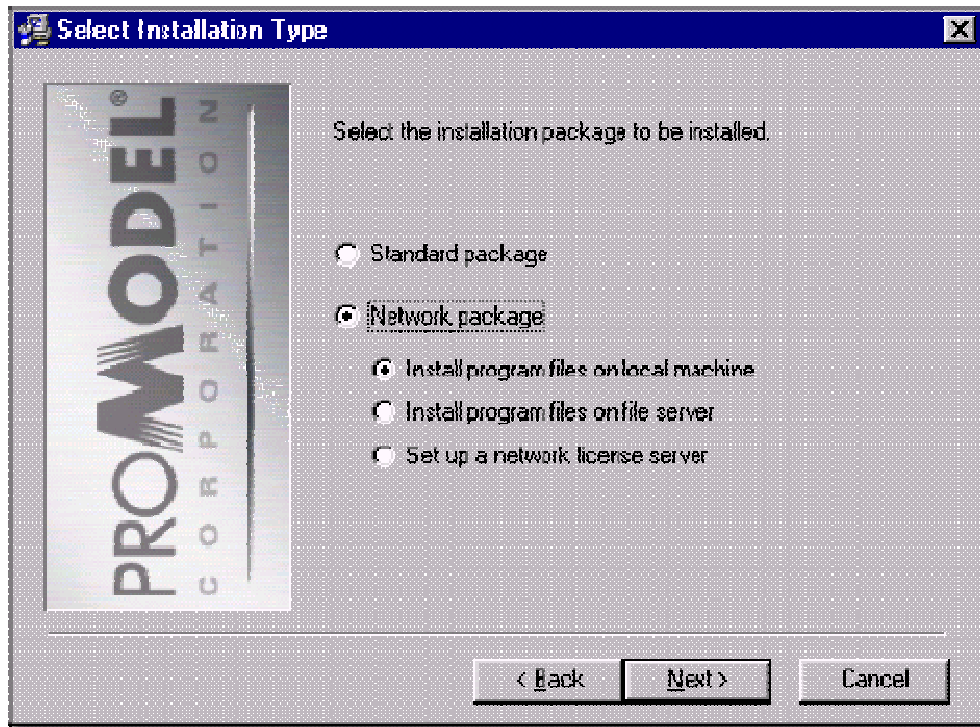 Select Installation Type
PROMODEL®
CORPORATION
Select the installation package to be installed.
Standard package
Network package
Install program files on local machine
Install program files on file server
Set up a network license server
< Back
Next >
Cancel